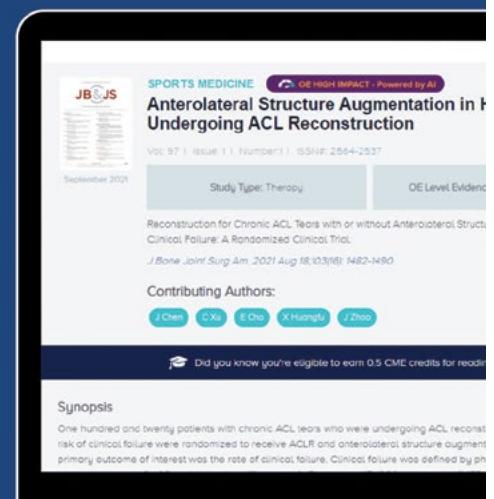 JB&JS
September 2021
SPORTS MEDICINE
OE HIGH IMPACT - Powered by AI
Anterolateral Structure Augmentation in H
Undergoing ACL Reconstruction
Vol: 97 | Issue: 1 | Number: 1 | ISSN#: 2564-2537
Study Type: Therapy
OE Level Evidenc
Reconstruction for Chronic ACL Tears with or without Anterolateral Structu
Clinical Failure: A Randomized Clinical Trial.
J Bone Joint Surg Am. 2021 Aug 18;103(16): 1482-1490.
Contributing Authors:
J Chen C Xu E Cho X Huangfu J Zhao
Did you know you're eligible to earn 0.5 CME credits for readin
Synopsis
One hundred and twenty patients with chronic ACL tears who were undergoing ACL reconst
risk of clinical failure were randomized to receive ACLR and anterolateral structure augment
primary outcome of interest was the rate of clinical failure. Clinical failure was defined by ph